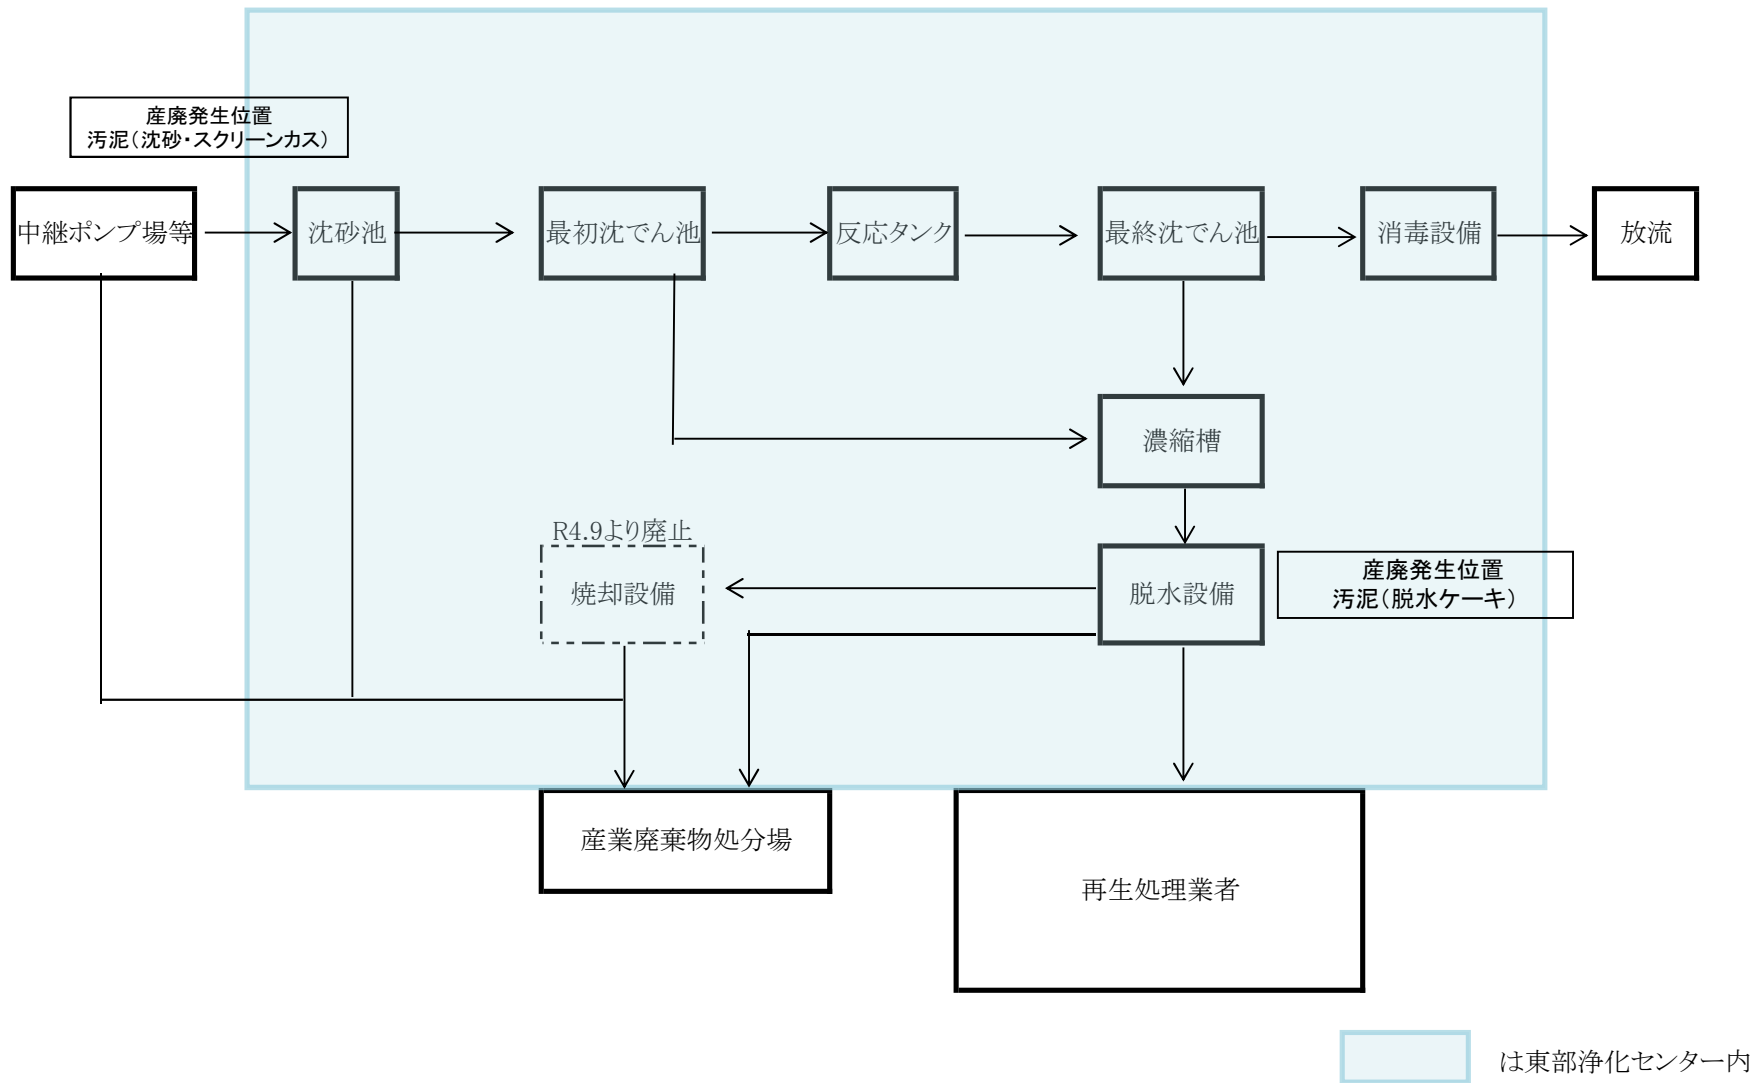 産廃発生位置
汚泥(沈砂・スクリーンカス)
中継ポンプ場等
沈砂池
最初沈でん池
反応タンク
最終沈でん池
消毒設備
放流
濃縮槽
R4.9より廃止
焼却設備
脱水設備
産廃発生位置
汚泥(脱水ケーキ)
産業廃棄物処分場
再生処理業者
は東部浄化センター内